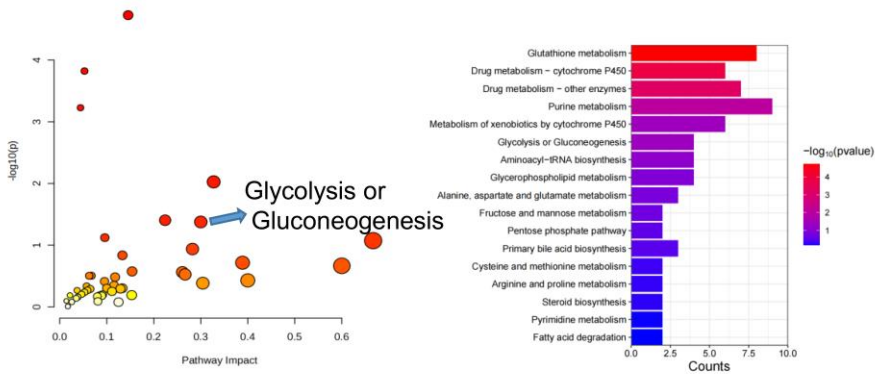 -log10(p)
4
3
2
1
0
0.0 0.1 0.2 0.3 0.4 0.5 0.6
Pathway Impact
Glycolysis or
Gluconeogenesis
Glutathione metabolism
Drug metabolism − cytochrome P450
Drug metabolism − other enzymes
Purine metabolism
Metabolism of xenobiotics by cytochrome P450
Glycolysis or Gluconeogenesis
Aminoacyl−tRNA biosynthesis
Glycerophospholipid metabolism
Alanine, aspartate and glutamate metabolism
Fructose and mannose metabolism
Pentose phosphate pathway
Primary bile acid biosynthesis
Cysteine and methionine metabolism
Arginine and proline metabolism
Steroid biosynthesis
Pyrimidine metabolism
Fatty acid degradation
0.0 2.5 5.0 7.5 10.0
Counts
−log10(pvalue)
4
3
2
1